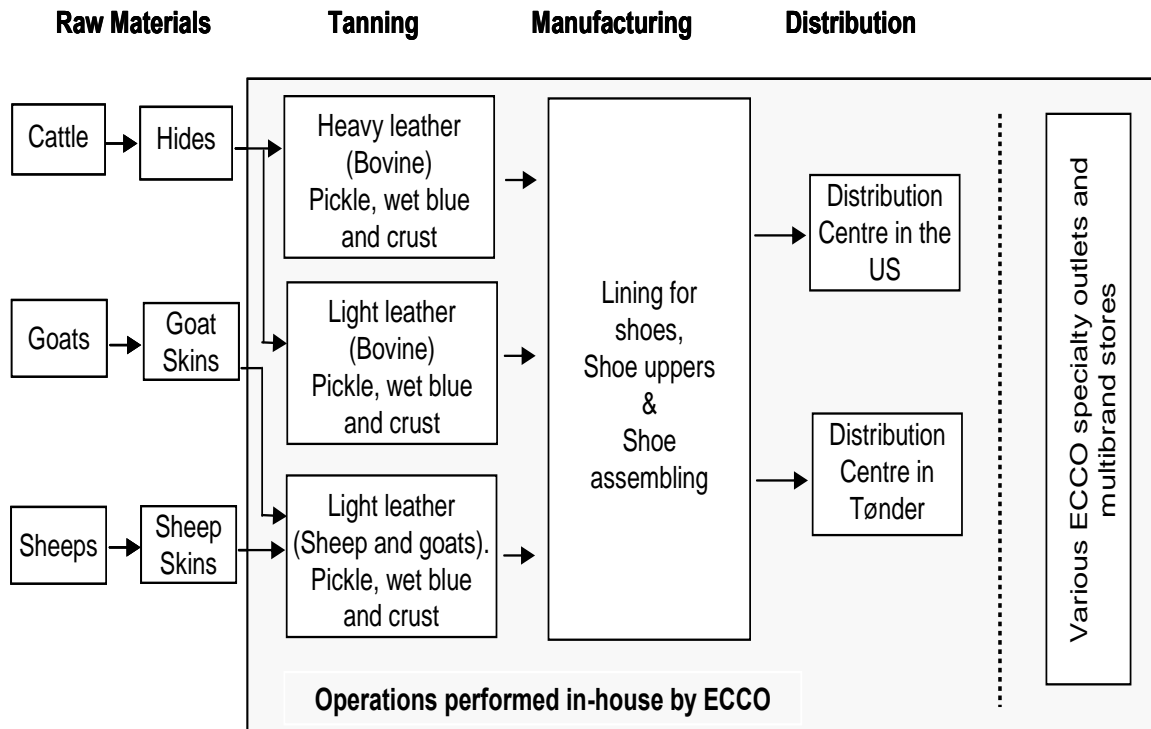 Raw Materials
Tanning
Manufacturing
Distribution
Cattle
Hides
Heavy leather
(Bovine)
Pickle, wet blue
and crust
Goats
Goat
Skins
Light leather
(Bovine)
Pickle, wet blue
and crust
Sheeps
Sheep
Skins
Light leather
(Sheep and goats).
Pickle, wet blue
and crust
Lining for
shoes,
Shoe uppers
&
Shoe
assembling
Distribution
Centre in the
US
Distribution
Centre in
Tønder
Various ECCO specialty outlets and
multibrand stores
Operations performed in-house by ECCO